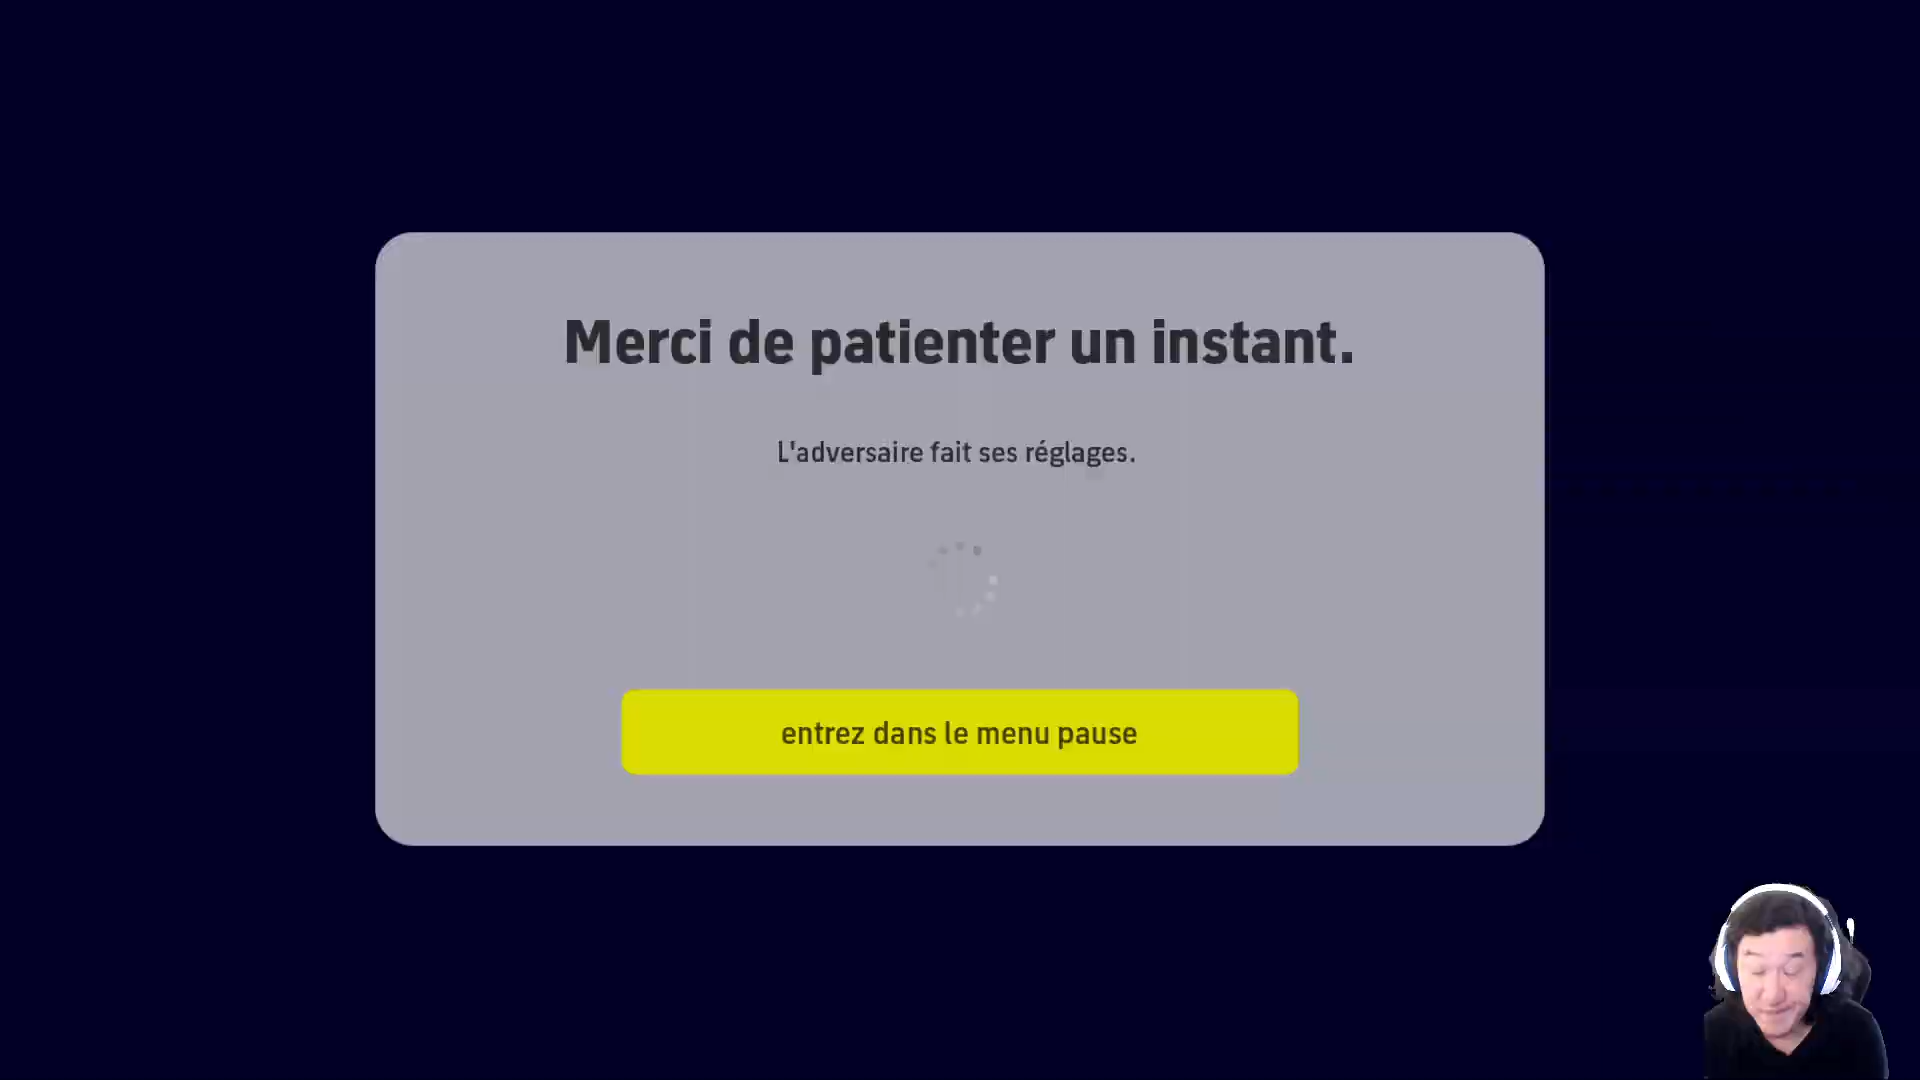 Merci de patienter un instant.
L'adversaire fait ses réglages.
entrez dans le menu pause